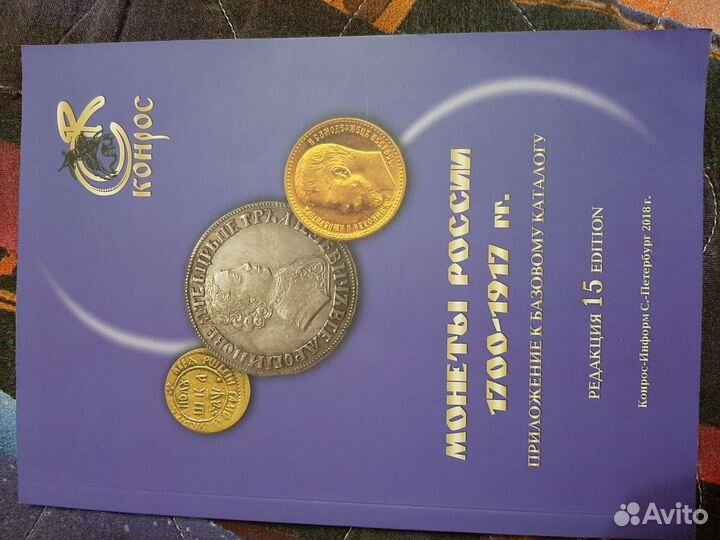 КОНРОС
МОНЕТЫ РОССИИ
1700-1917 гг.
ПРИЛОЖЕНИЕ К БАЗОВОМУ КАТАЛОГУ
РЕДАКЦИЯ 15 EDITION
Конрос-Информ С.-Петербург 2018 г.
Avito